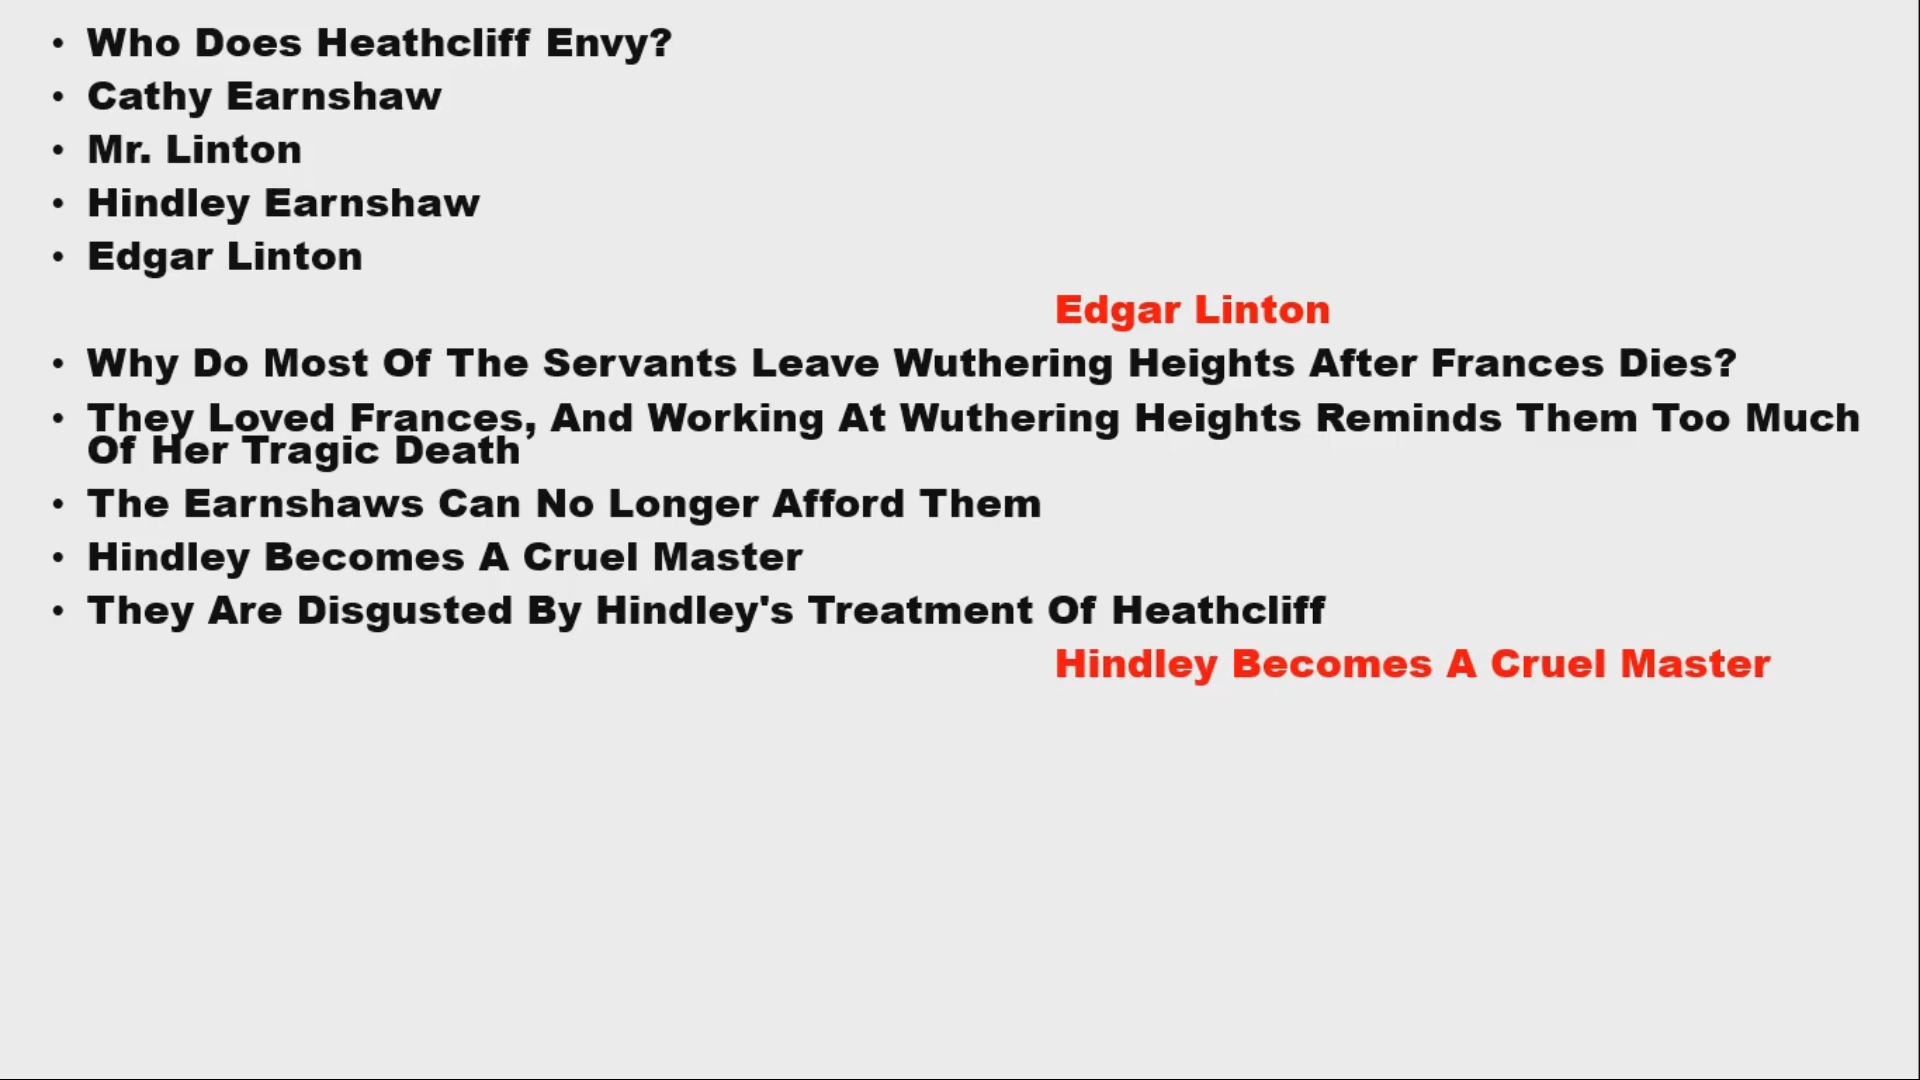 • Who Does Heathcliff Envy?
• Cathy Earnshaw
• Mr. Linton
• Hindley Earnshaw
• Edgar Linton
Edgar Linton
• Why Do Most Of The Servants Leave Wuthering Heights After Frances Dies?
• They Loved Frances, And Working At Wuthering Heights Reminds Them Too Much
Of Her Tragic Death
• The Earnshaws Can No Longer Afford Them
• Hindley Becomes A Cruel Master
• They Are Disgusted By Hindley's Treatment Of Heathcliff
Hindley Becomes A Cruel Master